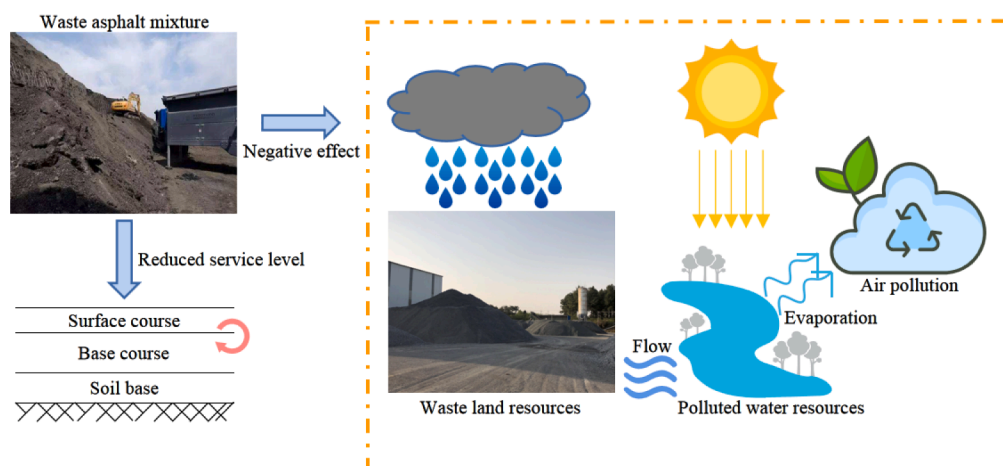 Waste asphalt mixture
Negative effect
Reduced service level
Surface course
Base course
Soil base
Waste land resources
Flow
Polluted water resources
Evaporation
Air pollution